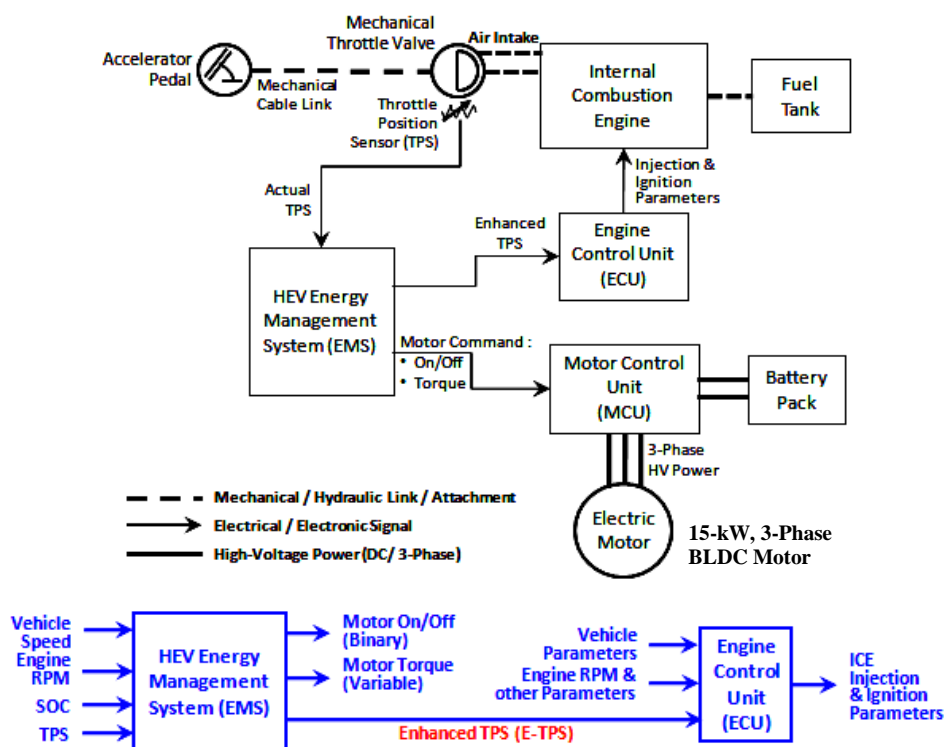 Mechanical
Throttle Valve
Air Intake
Accelerator
Pedal
Mechanical
Cable Link
Internal
Combustion
Engine
Fuel
Tank
Throttle
Position
Sensor (TPS)
Injection &
Ignition
Parameters
Actual
TPS
Enhanced
TPS
Engine
Control Unit
(ECU)
HEV Energy
Management
System (EMS)
Motor Command :
• On/Off
• Torque
Motor Control
Unit
(MCU)
Battery
Pack
3-Phase
HV Power
Mechanical / Hydraulic Link / Attachment
Electrical / Electronic Signal
High-Voltage Power (DC/ 3-Phase)
Electric
Motor
15-kW, 3-Phase
BLDC Motor
Vehicle
Speed
Engine
RPM
SOC
TPS
HEV Energy
Management
System (EMS)
Motor On/Off
(Binary)
Motor Torque
(Variable)
Enhanced TPS (E-TPS)
Vehicle
Parameters
Engine RPM &
other Parameters
Engine
Control
Unit
(ECU)
ICE
Injection
& Ignition
Parameters